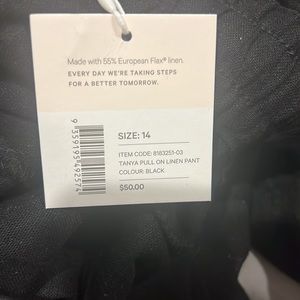 Made with 55% European Flax® linen.
EVERY DAY WE'RE TAKING STEPS
FOR A BETTER TOMORROW.
9359195492574
SIZE: 14
ITEM CODE: 8183251-03
TANYA PULL ON LINEN PANT
COLOUR: BLACK
$50.00